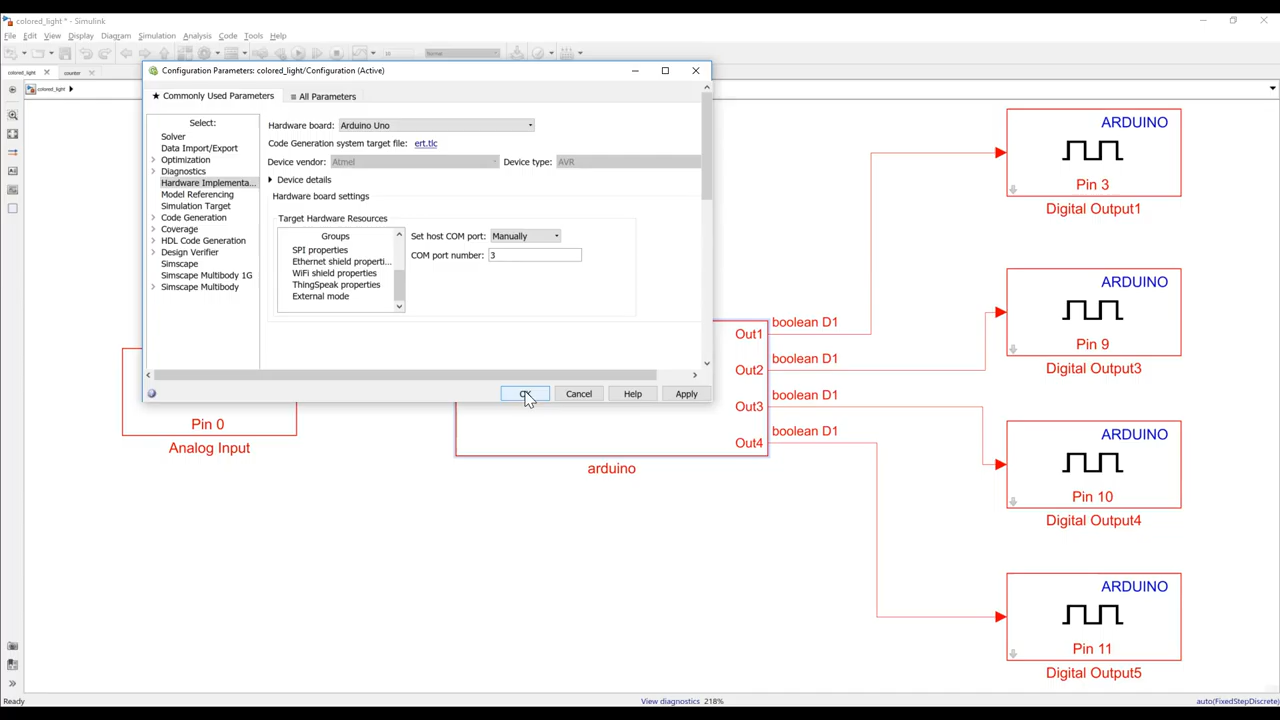 colored_light * - Simulink
File Edit View Display Diagram Simulation Analysis Code Tools Help
10 Normal
colored_light counter
colored_light
Configuration Parameters: colored_light/Configuration (Active)
★ Commonly Used Parameters
≡ All Parameters
Select:
Solver
Data Import/Export
Optimization
Diagnostics
Hardware Implementa...
Model Referencing
Simulation Target
Code Generation
Coverage
HDL Code Generation
Design Verifier
Simscape
Simscape Multibody 1G
Simscape Multibody
Hardware board: Arduino Uno
Code Generation system target file: ert.tlc
Device vendor: Atmel Device type: AVR
Device details
Hardware board settings
Target Hardware Resources
Groups
SPI properties
Ethernet shield properti...
WiFi shield properties
ThingSpeak properties
External mode
Set host COM port: Manually
COM port number: 3
Cancel Help Apply
Pin 0
Analog Input
Out1
Out2
Out3
Out4
arduino
boolean D1
boolean D1
boolean D1
boolean D1
ARDUINO
Pin 3
Digital Output1
ARDUINO
Pin 9
Digital Output3
ARDUINO
Pin 10
Digital Output4
ARDUINO
Pin 11
Digital Output5
Ready
View diagnostics 218%
auto(FixedStepDiscrete)